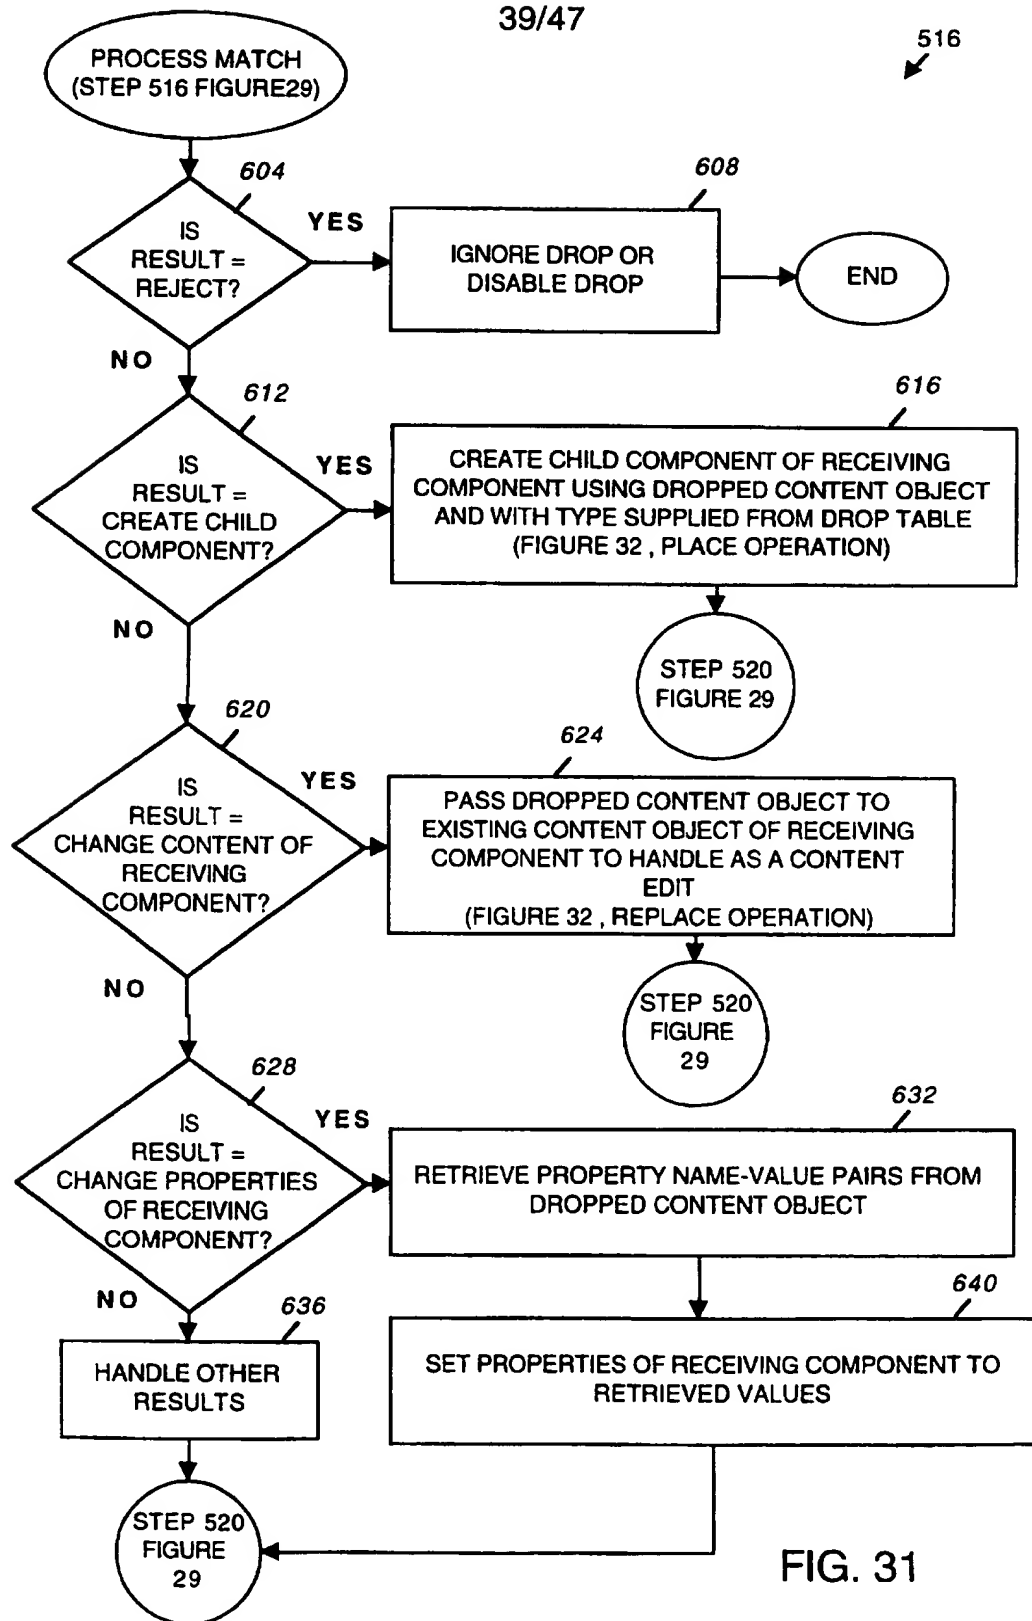 39/47
516
PROCESS MATCH
(STEP 516 FIGURE29)
604
IS
RESULT =
REJECT?
YES
608
IGNORE DROP OR
DISABLE DROP
END
NO
612
IS
RESULT =
CREATE CHILD
COMPONENT?
YES
616
CREATE CHILD COMPONENT OF RECEIVING
COMPONENT USING DROPPED CONTENT OBJECT
AND WITH TYPE SUPPLIED FROM DROP TABLE
(FIGURE 32 , PLACE OPERATION)
STEP 520
FIGURE 29
NO
620
IS
RESULT =
CHANGE CONTENT OF
RECEIVING
COMPONENT?
YES
624
PASS DROPPED CONTENT OBJECT TO
EXISTING CONTENT OBJECT OF RECEIVING
COMPONENT TO HANDLE AS A CONTENT
EDIT
(FIGURE 32 , REPLACE OPERATION)
STEP 520
FIGURE
29
NO
628
IS
RESULT =
CHANGE PROPERTIES
OF RECEIVING
COMPONENT?
YES
632
RETRIEVE PROPERTY NAME-VALUE PAIRS FROM
DROPPED CONTENT OBJECT
640
SET PROPERTIES OF RECEIVING COMPONENT TO
RETRIEVED VALUES
NO
636
HANDLE OTHER
RESULTS
STEP 520
FIGURE
29
FIG. 31